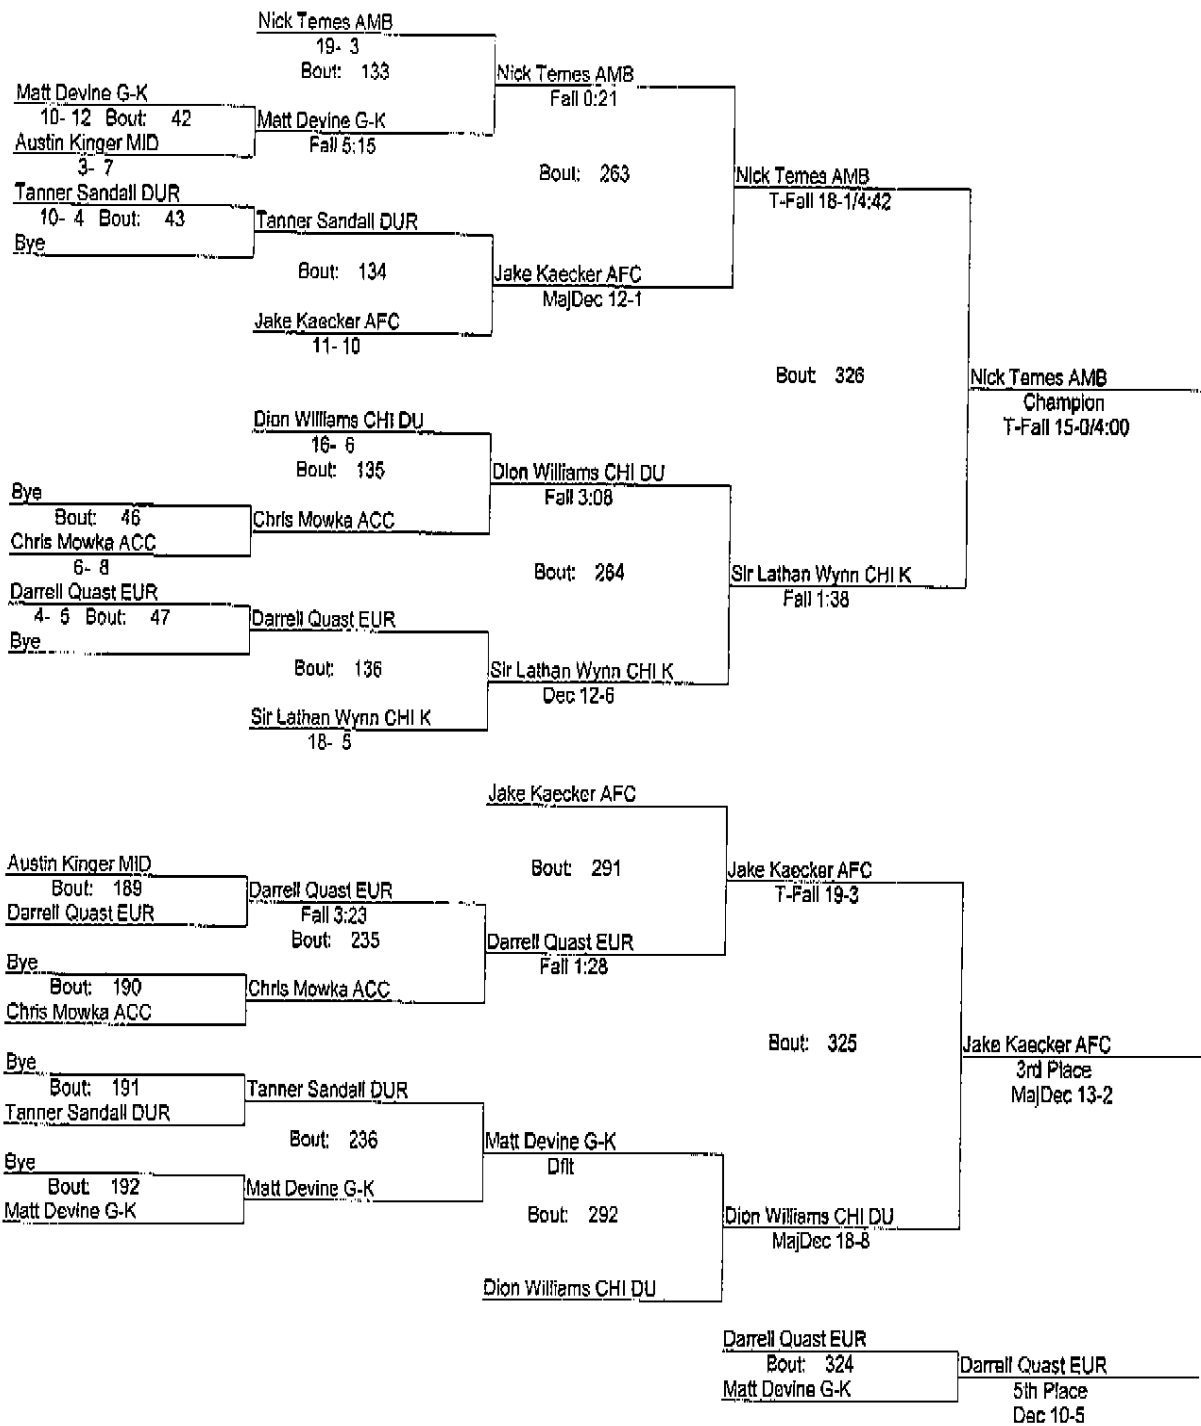 Nick Temes AMB
19- 3
Bout: 133
Nick Temes AMB
Fall 0:21
Matt Devine G-K
10- 12 Bout: 42
Matt Devine G-K
Fall 5:15
Austin Kinger MID
3- 7
Bout: 263
Nick Temes AMB
T-Fall 18-1/4:42
Tanner Sandall DUR
10- 4 Bout: 43
Tanner Sandall DUR
Bye
Bout: 134
Jake Kaecker AFC
MajDec 12-1
Jake Kaecker AFC
11- 10
Bout: 326
Nick Temes AMB
Champion
T-Fall 15-0/4:00
Dion Williams CHI DU
16- 6
Bout: 135
Dion Williams CHI DU
Fall 3:08
Bye
Bout: 46
Chris Mowka ACC
Chris Mowka ACC
6- 8
Bout: 264
Sir Lathan Wynn CHI K
Fall 1:38
Darrell Quast EUR
4- 5 Bout: 47
Darrell Quast EUR
Bye
Bout: 136
Sir Lathan Wynn CHI K
Dec 12-6
Sir Lathan Wynn CHI K
18- 5
Jake Kaecker AFC
Bout: 291
Jake Kaecker AFC
T-Fall 19-3
Austin Kinger MID
Bout: 189
Darrell Quast EUR
Darrell Quast EUR
Fall 3:23
Bout: 235
Darrell Quast EUR
Fall 1:28
Bye
Bout: 190
Chris Mowka ACC
Chris Mowka ACC
Bout: 325
Jake Kaecker AFC
3rd Place
MajDec 13-2
Bye
Bout: 191
Tanner Sandall DUR
Tanner Sandall DUR
Bout: 236
Matt Devine G-K
Dflt
Bye
Bout: 192
Matt Devine G-K
Matt Devine G-K
Bout: 292
Dion Williams CHI DU
MajDec 18-8
Dion Williams CHI DU
Darrell Quast EUR
Bout: 324
Matt Devine G-K
Darrell Quast EUR
5th Place
Dec 10-5